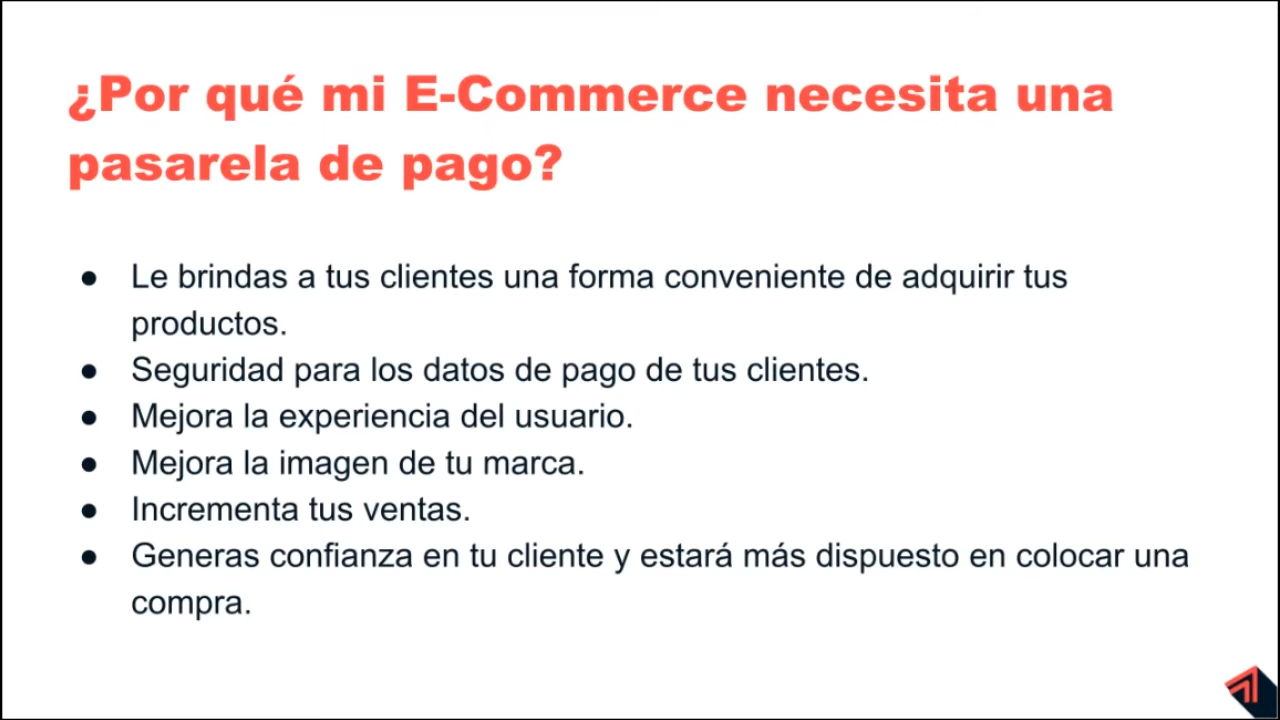 ¿Por qué mi E-Commerce necesita una
pasarela de pago?
● Le brindas a tus clientes una forma conveniente de adquirir tus
productos.
● Seguridad para los datos de pago de tus clientes.
● Mejora la experiencia del usuario.
● Mejora la imagen de tu marca.
● Incrementa tus ventas.
● Generas confianza en tu cliente y estará más dispuesto en colocar una
compra.